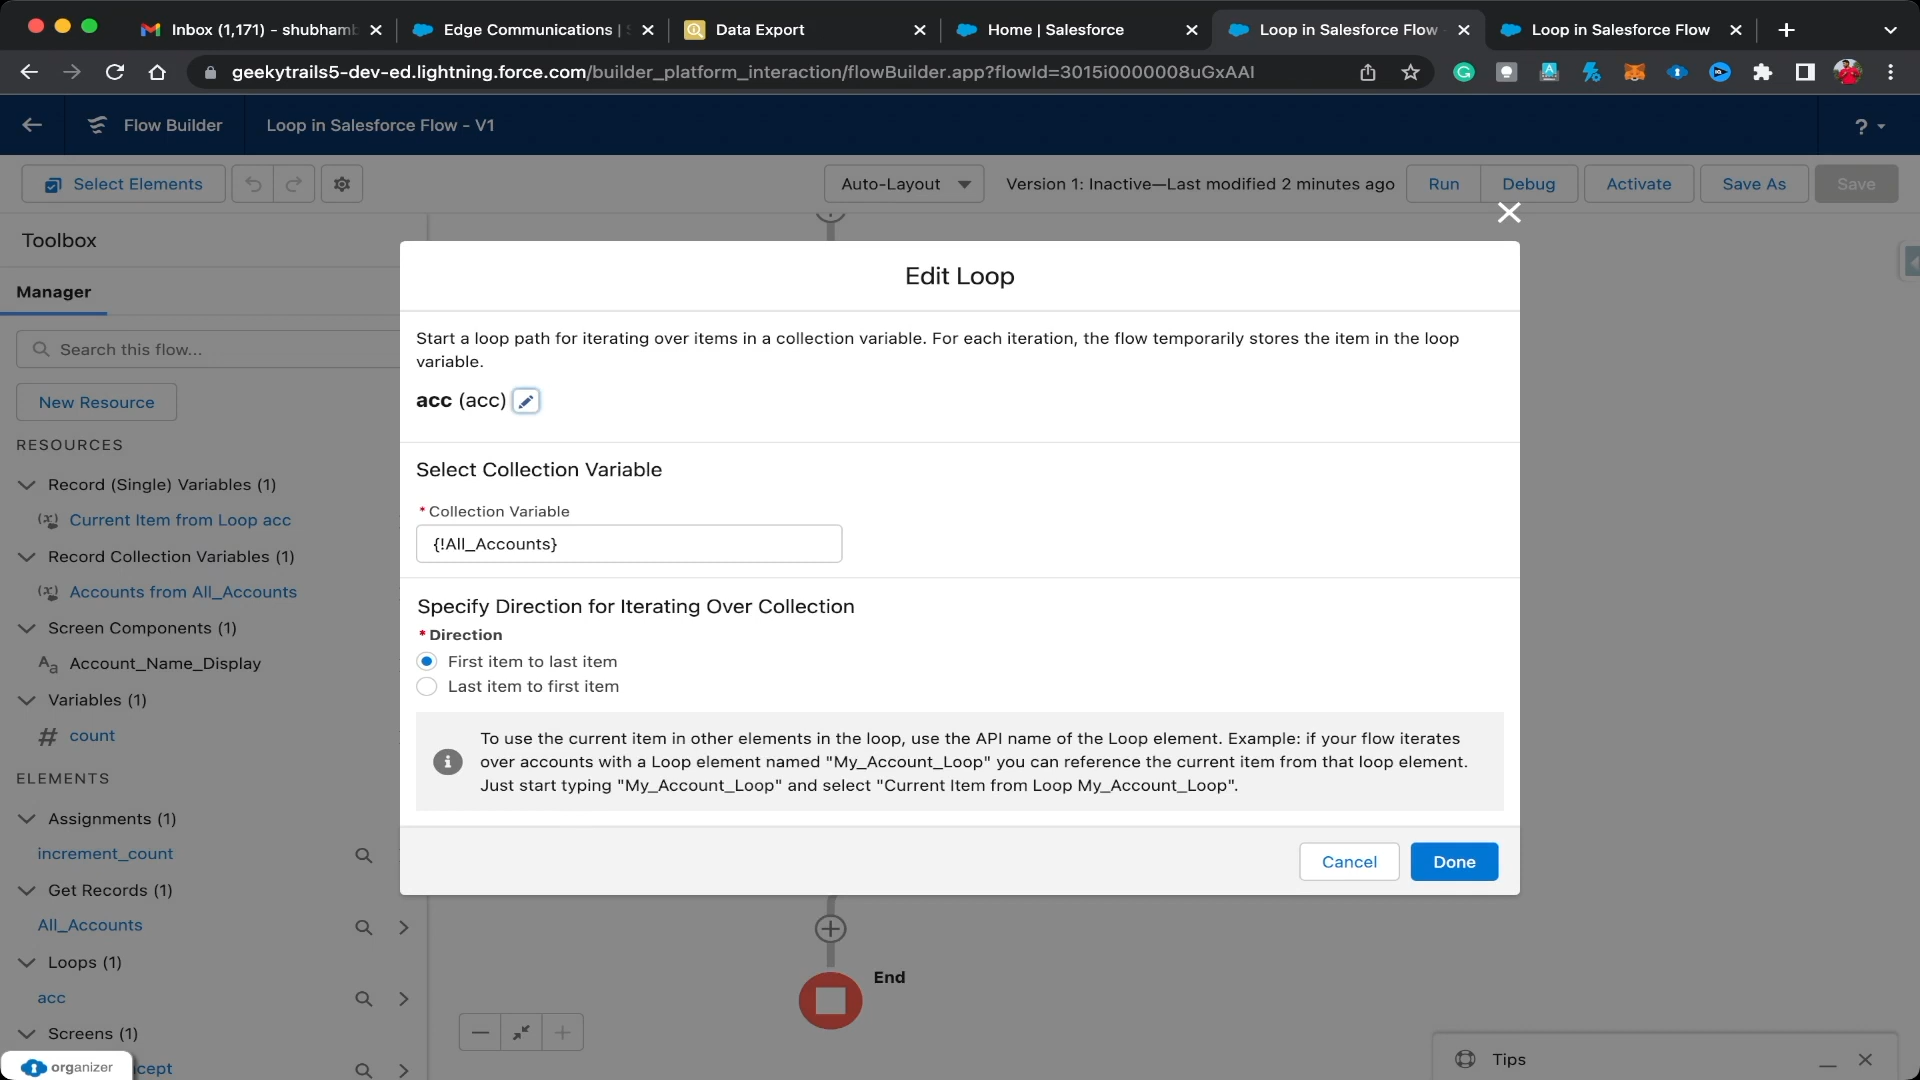 Inbox (1,171) - shubhamb
Edge Communications | S
Data Export
Home | Salesforce
Loop in Salesforce Flow
Loop in Salesforce Flow
geekytrails5-dev-ed.lightning.force.com/builder_platform_interaction/flowBuilder.app?flowId=3015i0000008uGxAAI
Flow Builder
Loop in Salesforce Flow - V1
?
Select Elements
Auto-Layout
Version 1: Inactive—Last modified 2 minutes ago
Run
Debug
Activate
Save As
Save
Toolbox
Manager
Search this flow...
New Resource
RESOURCES
Record (Single) Variables (1)
Current Item from Loop acc
Record Collection Variables (1)
Accounts from All_Accounts
Screen Components (1)
Account_Name_Display
Variables (1)
count
ELEMENTS
Assignments (1)
increment_count
Get Records (1)
All_Accounts
Loops (1)
acc
Screens (1)
cept
organizer
Edit Loop
Start a loop path for iterating over items in a collection variable. For each iteration, the flow temporarily stores the item in the loop
variable.
acc (acc)
Select Collection Variable
* Collection Variable
{!All_Accounts}
Specify Direction for Iterating Over Collection
* Direction
First item to last item
Last item to first item
To use the current item in other elements in the loop, use the API name of the Loop element. Example: if your flow iterates
over accounts with a Loop element named "My_Account_Loop" you can reference the current item from that loop element.
Just start typing "My_Account_Loop" and select "Current Item from Loop My_Account_Loop".
Cancel
Done
End
Tips